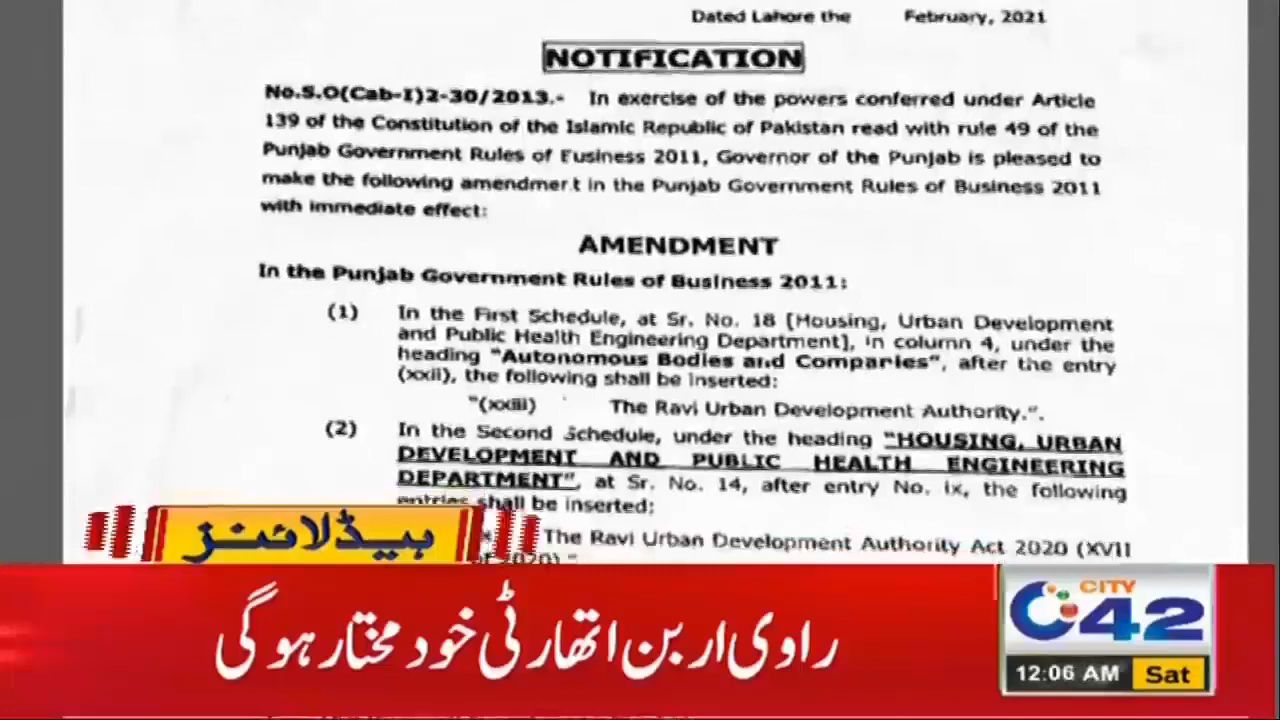 Dated Lahore the February, 2021
NOTIFICATION
No.S.O(Cab-I)2-30/2013.- In exercise of the powers conferred under Article
139 of the Constitution of the Islamic Republic of Pakistan read with rule 49 of the
Punjab Government Rules of Eusiness 2011, Governor of the Punjab is pleased to
make the following amendmert in the Punjab Government Rules of Business 2011
with immediate effect:
AMENDMENT
In the Punjab Government Rules of Business 2011:
(1) In the First Schedule, at Sr. No. 18 [Housing, Urban Development
and Public Health Engineering Department], in column 4, under the
heading "Autonomous Bodies and Companies", after the entry
(xxii), the following shall be inserted:
"(xxiii) The Ravi Urban Development Authority.".
(2) In the Second Schedule, under the heading "HOUSING, URBAN
DEVELOPMENT AND PUBLIC HEALTH ENGINEERING
DEPARTMENT", at Sr. No. 14, after entry No. ix, the following
entries shall be inserted:
The Ravi Urban Development Authority Act 2020 (XVII
of 2020)."
ہیڈلائنز
راوی اربن اتھارٹی خود مختار ہوگی
CITY
42
12:06 AM Sat